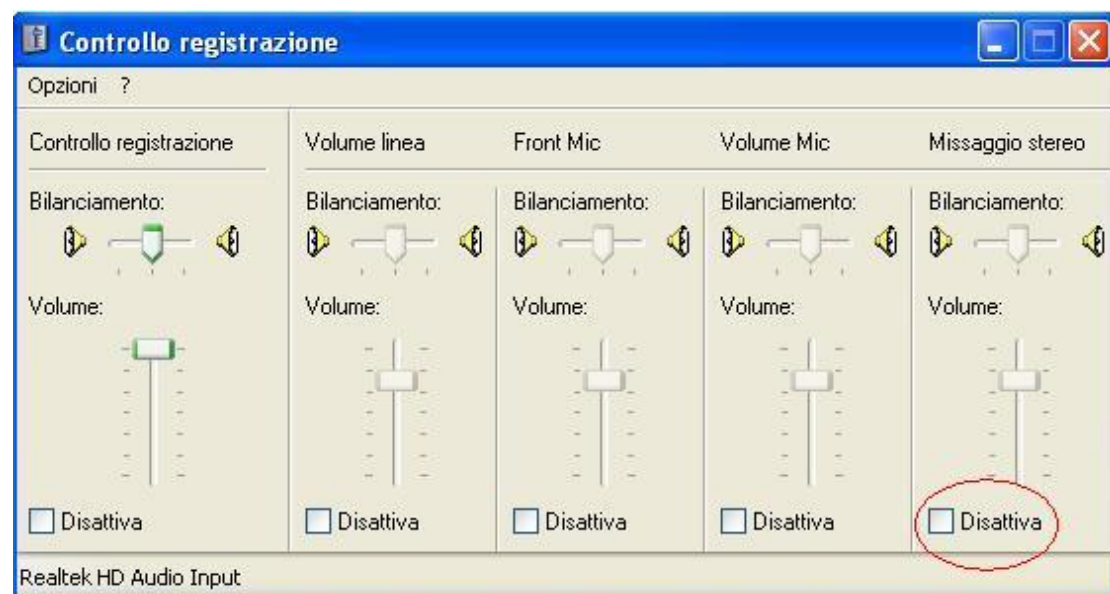 Controllo registrazione
Opzioni ?
Controllo registrazione Volume linea Front Mic Volume Mic Missaggio stereo
Bilanciamento: Bilanciamento: Bilanciamento: Bilanciamento: Bilanciamento:
Volume: Volume: Volume: Volume: Volume:
Disattiva Disattiva Disattiva Disattiva Disattiva
Realtek HD Audio Input